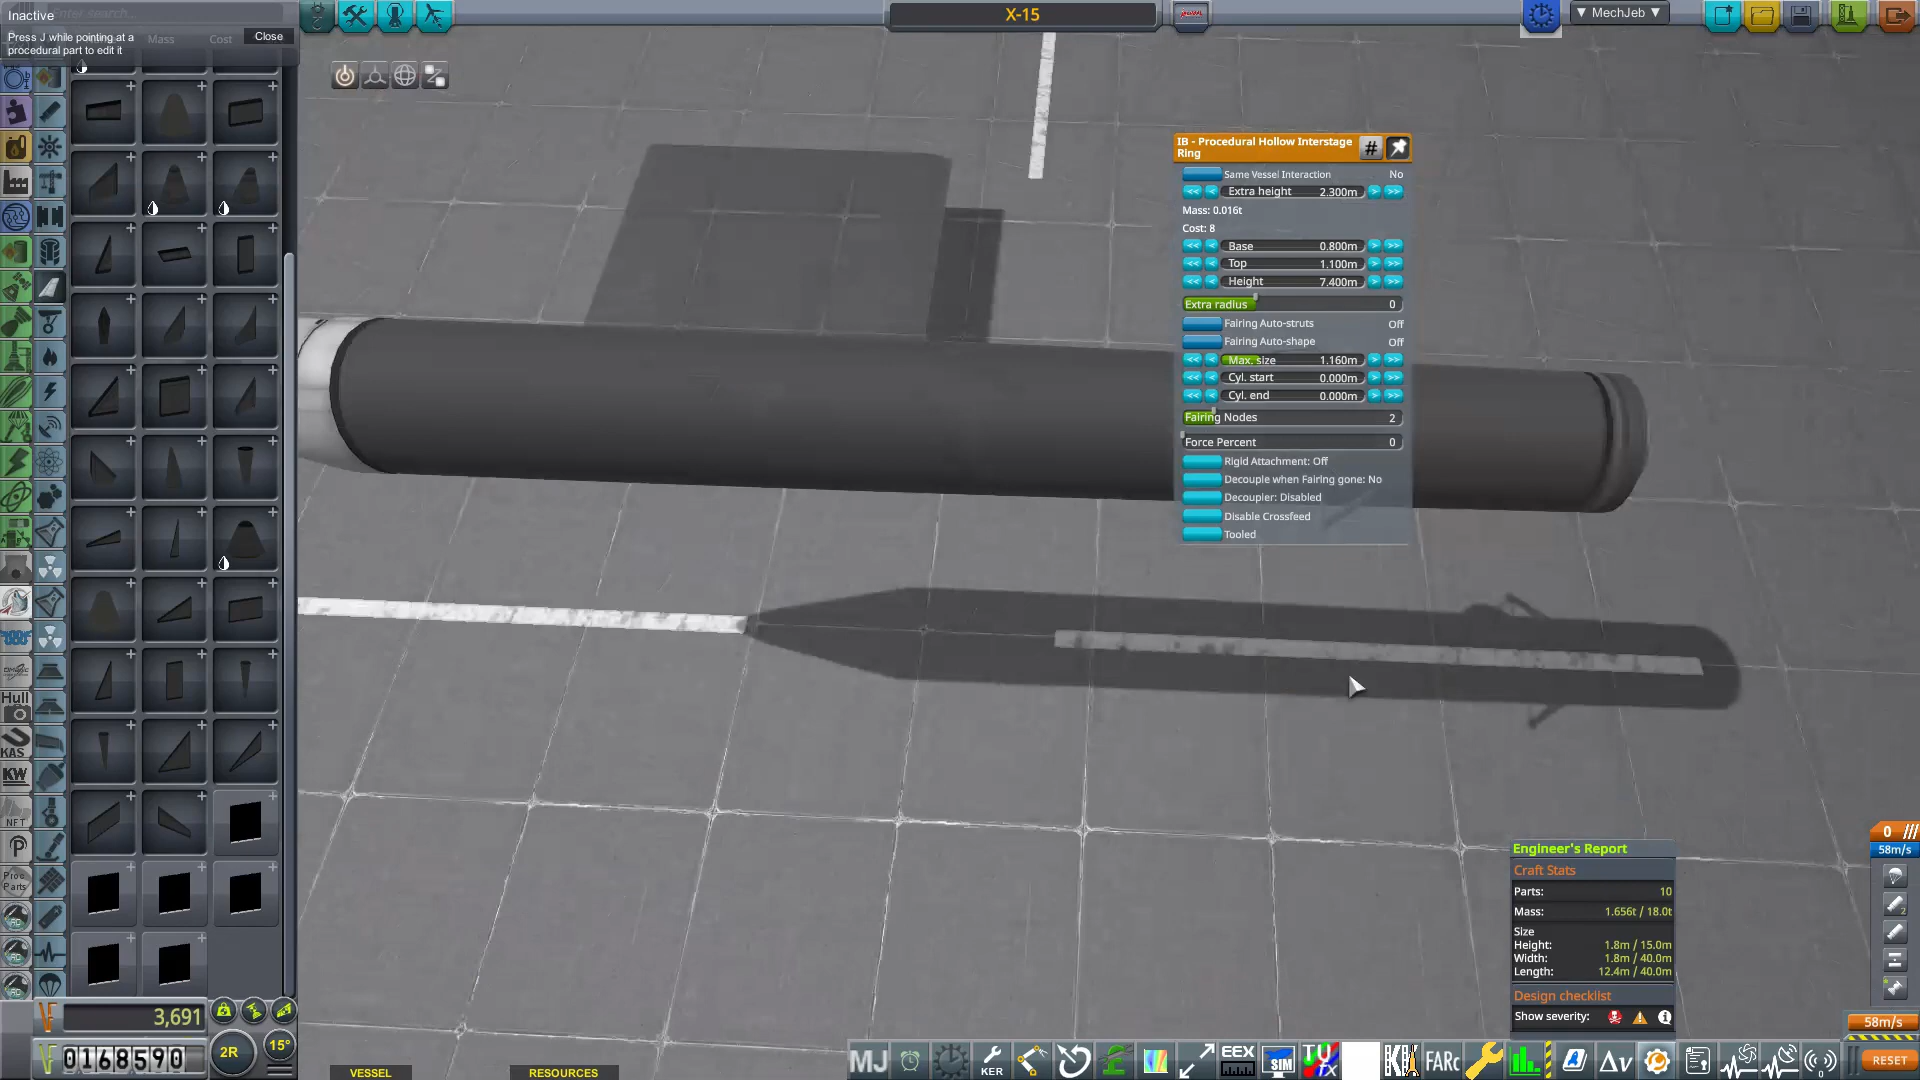 Inactive
Press J while pointing at a
procedural part to edit it
Mass
Cost
Close
X-15
▼ MechJeb ▼
IB - Procedural Hollow Interstage
Ring
#
Same Vessel Interaction No
<< < Extra height 2.300m > >>
Mass: 0.016t
Cost: 8
<< < Base 0.800m > >>
<< < Top 1.100m > >>
<< < Height 7.400m > >>
Extra radius 0
Fairing Auto-struts Off
Fairing Auto-shape Off
<< < Max. size 1.160m > >>
<< < Cyl. start 0.000m > >>
<< < Cyl. end 0.000m > >>
Fairing Nodes 2
Force Percent 0
Rigid Attachment: Off
Decouple when Fairing gone: No
Decoupler: Disabled
Disable Crossfeed
Tooled
Hull
KAS
KW
NFT
Proc
Parts
Engineer's Report
Craft Stats
Parts: 10
Mass: 1.656t / 18.0t
Size
Height: 1.8m / 15.0m
Width: 1.8m / 40.0m
Length: 12.4m / 40.0m
Design checklist
Show severity:
0
58m/s
2
58m/s
RESET
3,691
0168590
2R
15°
VESSEL
RESOURCES
MJ
KER
EEX
SIM
FARc
Δv